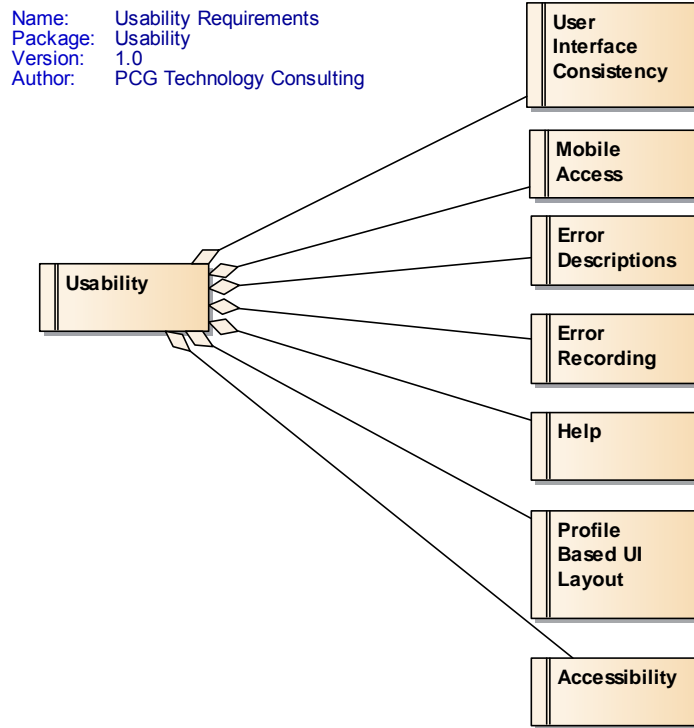 Name: Usability Requirements
Package: Usability
Version: 1.0
Author: PCG Technology Consulting
User
Interface
Consistency
Mobile
Access
Error
Descriptions
Usability
Error
Recording
Help
Profile
Based UI
Layout
Accessibility